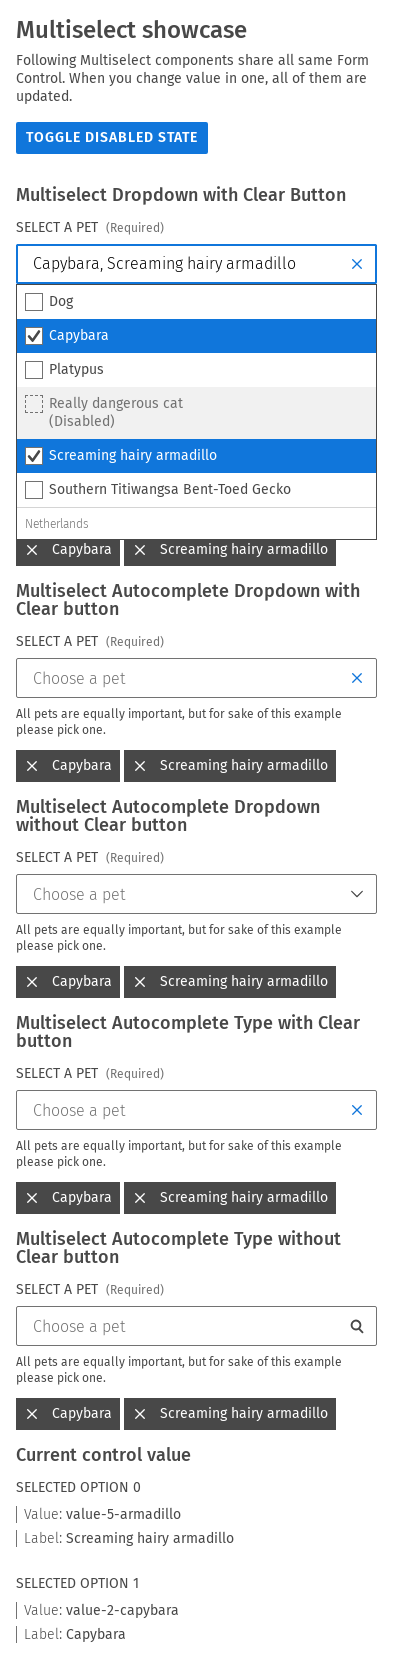 Multiselect showcase
Following Multiselect components share all same Form
Control. When you change value in one, all of them are
updated.
TOGGLE DISABLED STATE
Multiselect Dropdown with Clear Button
SELECT A PET (Required)
Capybara, Screaming hairy armadillo
Dog
Capybara
Platypus
Really dangerous cat
(Disabled)
Screaming hairy armadillo
Southern Titiwangsa Bent-Toed Gecko
Netherlands
Capybara Screaming hairy armadillo
Multiselect Autocomplete Dropdown with
Clear button
SELECT A PET (Required)
Choose a pet
All pets are equally important, but for sake of this example
please pick one.
Capybara Screaming hairy armadillo
Multiselect Autocomplete Dropdown
without Clear button
SELECT A PET (Required)
Choose a pet
All pets are equally important, but for sake of this example
please pick one.
Capybara Screaming hairy armadillo
Multiselect Autocomplete Type with Clear
button
SELECT A PET (Required)
Choose a pet
All pets are equally important, but for sake of this example
please pick one.
Capybara Screaming hairy armadillo
Multiselect Autocomplete Type without
Clear button
SELECT A PET (Required)
Choose a pet
All pets are equally important, but for sake of this example
please pick one.
Capybara Screaming hairy armadillo
Current control value
SELECTED OPTION 0
Value: value-5-armadillo
Label: Screaming hairy armadillo
SELECTED OPTION 1
Value: value-2-capybara
Label: Capybara